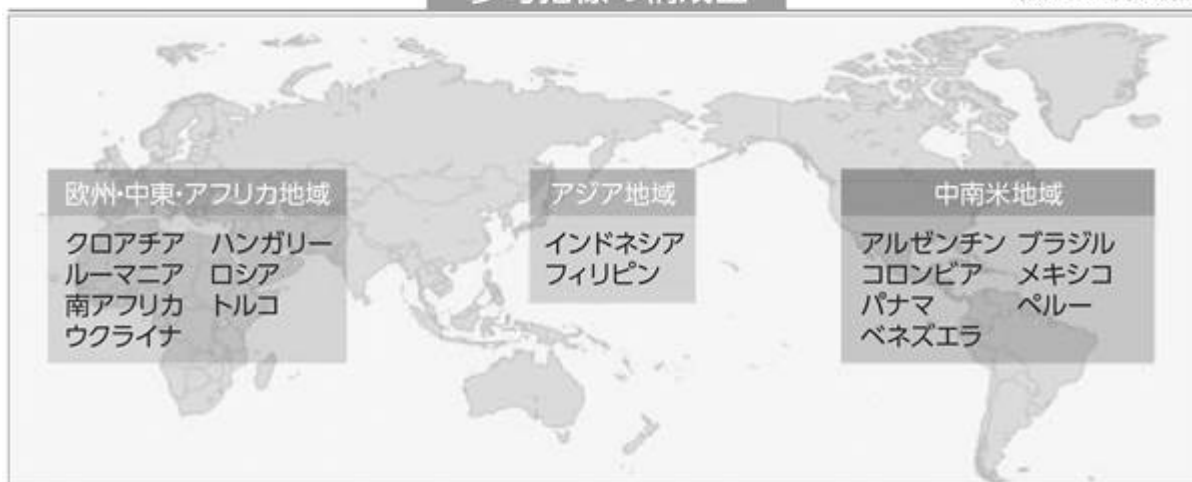 欧州・中東・アフリカ地域
クロアチア ハンガリー
ルーマニア ロシア
南アフリカ トルコ
ウクライナ
アジア地域
インドネシア
フィリピン
中南米地域
アルゼンチン ブラジル
コロンビア メキシコ
パナマ ペルー
ベネズエラ